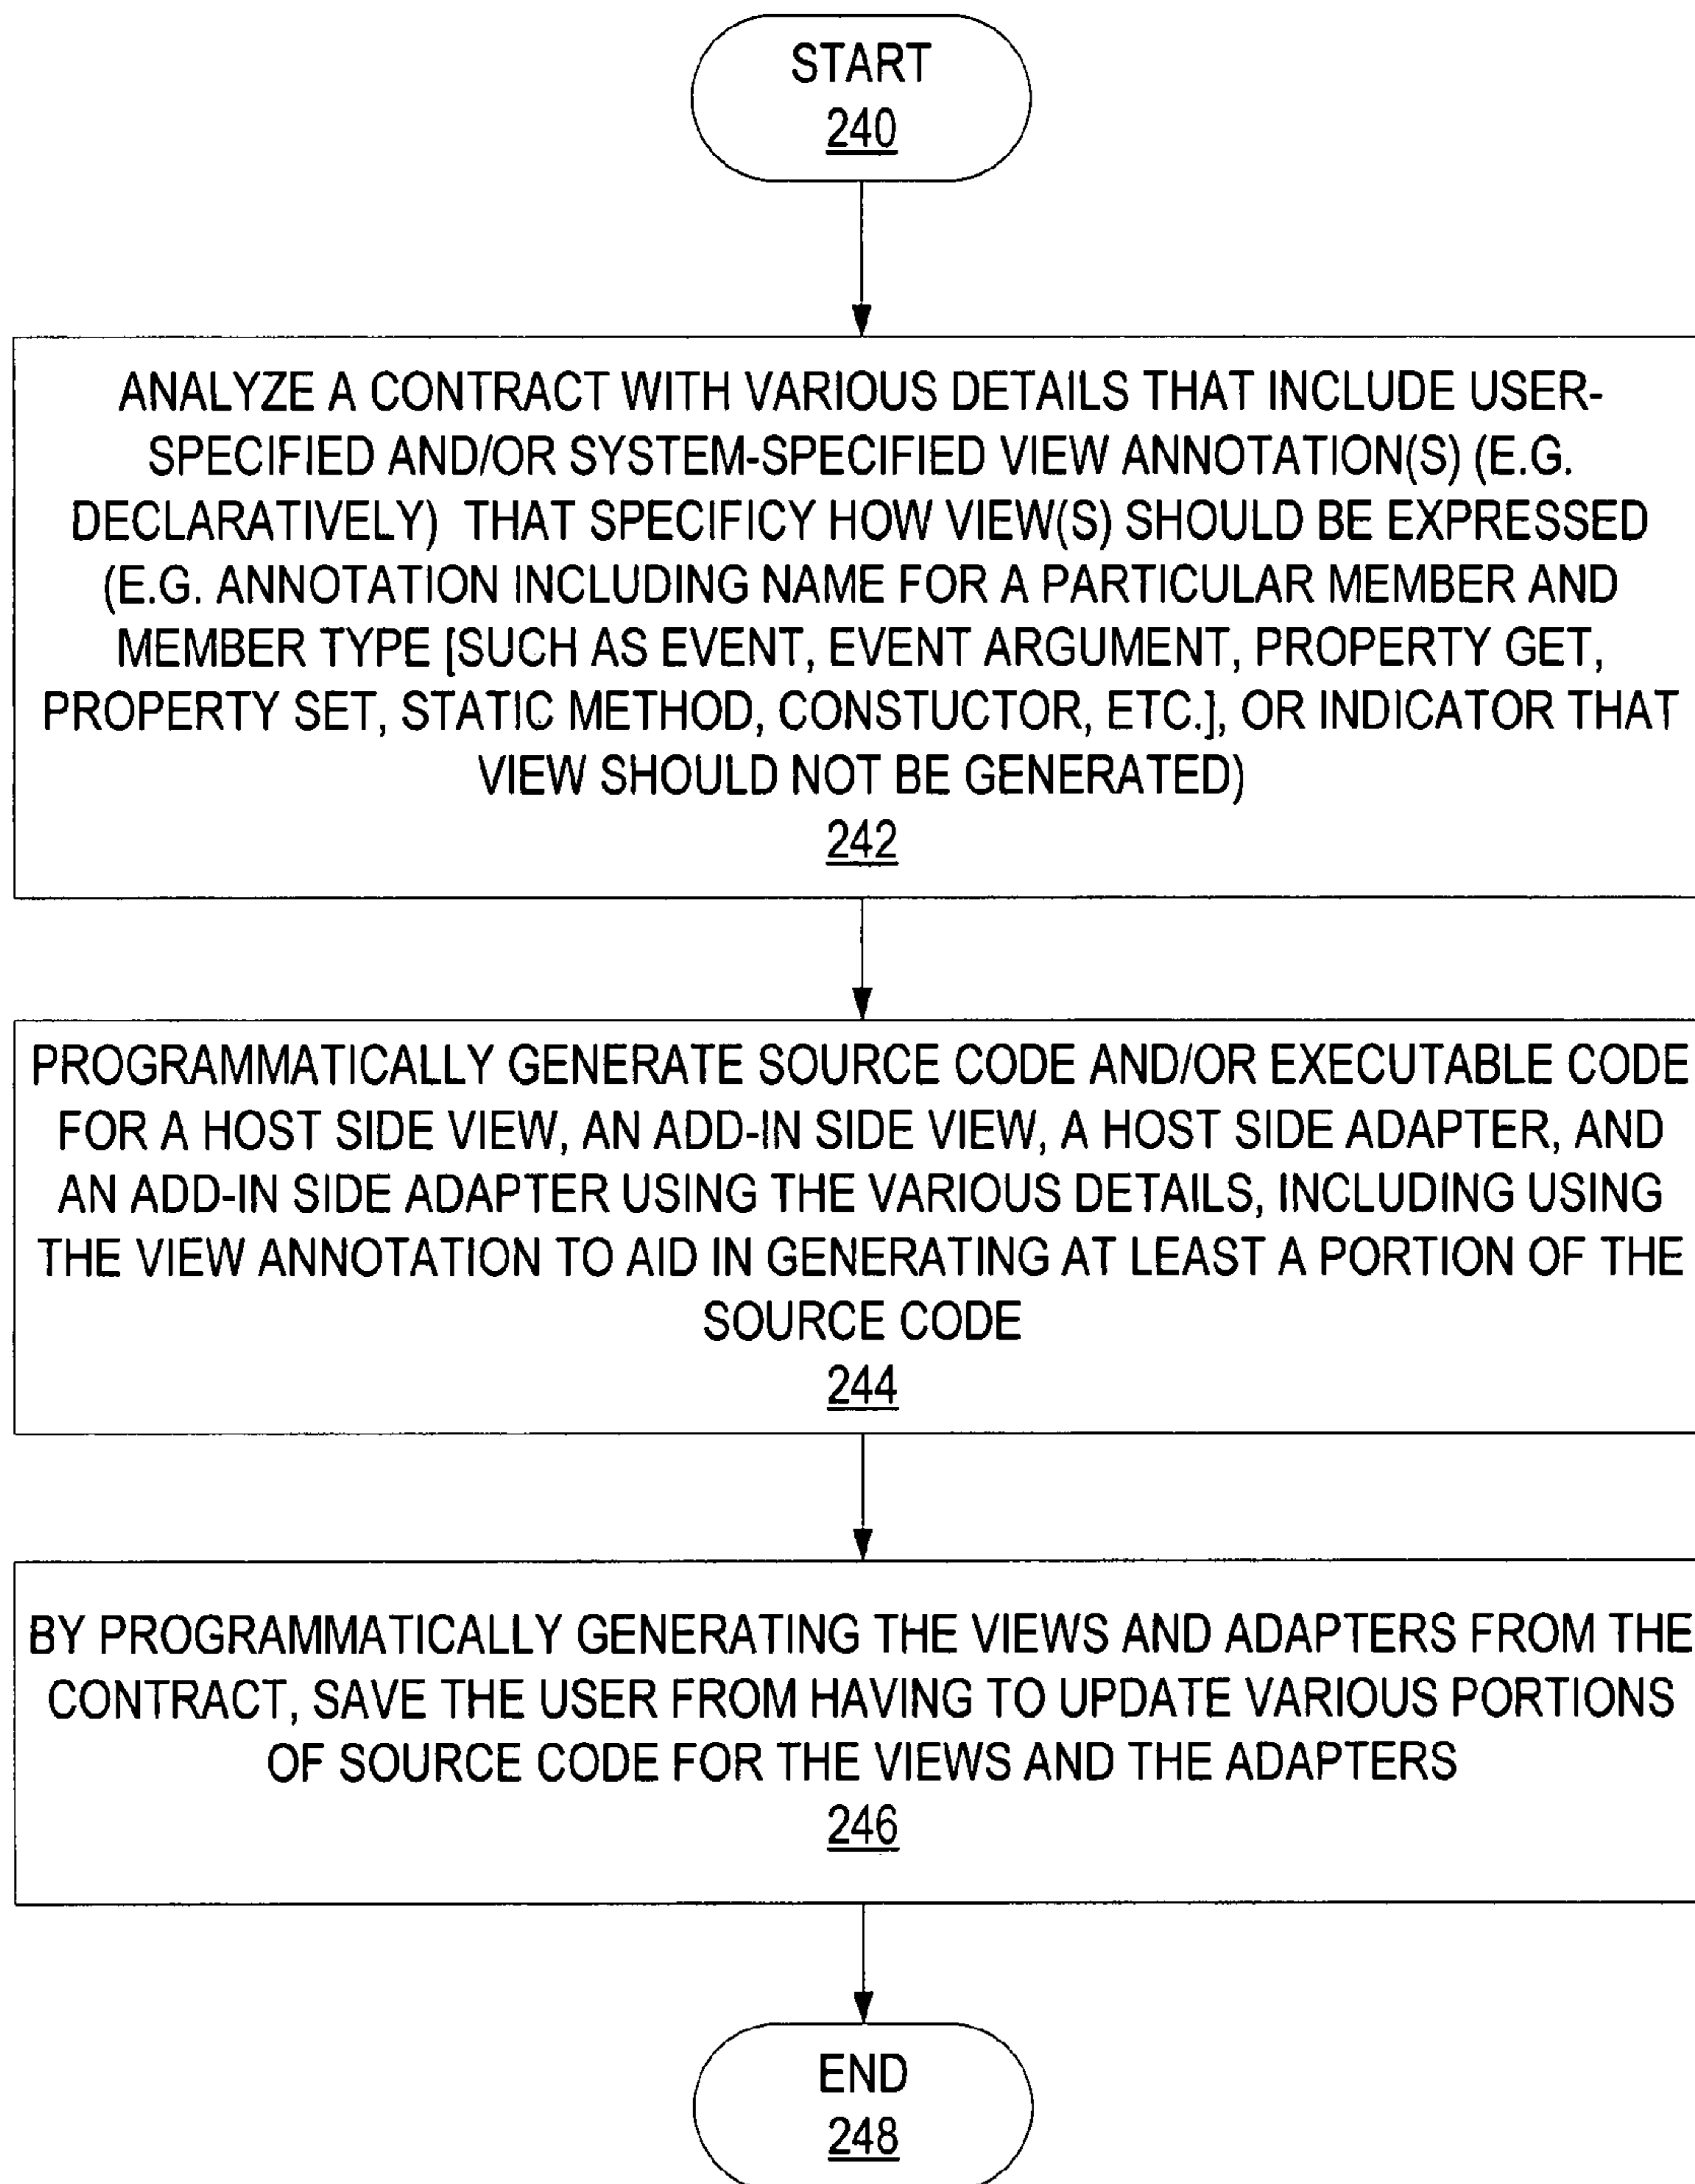 START
240
ANALYZE A CONTRACT WITH VARIOUS DETAILS THAT INCLUDE USER-
SPECIFIED AND/OR SYSTEM-SPECIFIED VIEW ANNOTATION(S) (E.G.
DECLARATIVELY) THAT SPECIFICY HOW VIEW(S) SHOULD BE EXPRESSED
(E.G. ANNOTATION INCLUDING NAME FOR A PARTICULAR MEMBER AND
MEMBER TYPE [SUCH AS EVENT, EVENT ARGUMENT, PROPERTY GET,
PROPERTY SET, STATIC METHOD, CONSTUCTOR, ETC.], OR INDICATOR THAT
VIEW SHOULD NOT BE GENERATED)
242
PROGRAMMATICALLY GENERATE SOURCE CODE AND/OR EXECUTABLE CODE
FOR A HOST SIDE VIEW, AN ADD-IN SIDE VIEW, A HOST SIDE ADAPTER, AND
AN ADD-IN SIDE ADAPTER USING THE VARIOUS DETAILS, INCLUDING USING
THE VIEW ANNOTATION TO AID IN GENERATING AT LEAST A PORTION OF THE
SOURCE CODE
244
BY PROGRAMMATICALLY GENERATING THE VIEWS AND ADAPTERS FROM THE
CONTRACT, SAVE THE USER FROM HAVING TO UPDATE VARIOUS PORTIONS
OF SOURCE CODE FOR THE VIEWS AND THE ADAPTERS
246
END
248